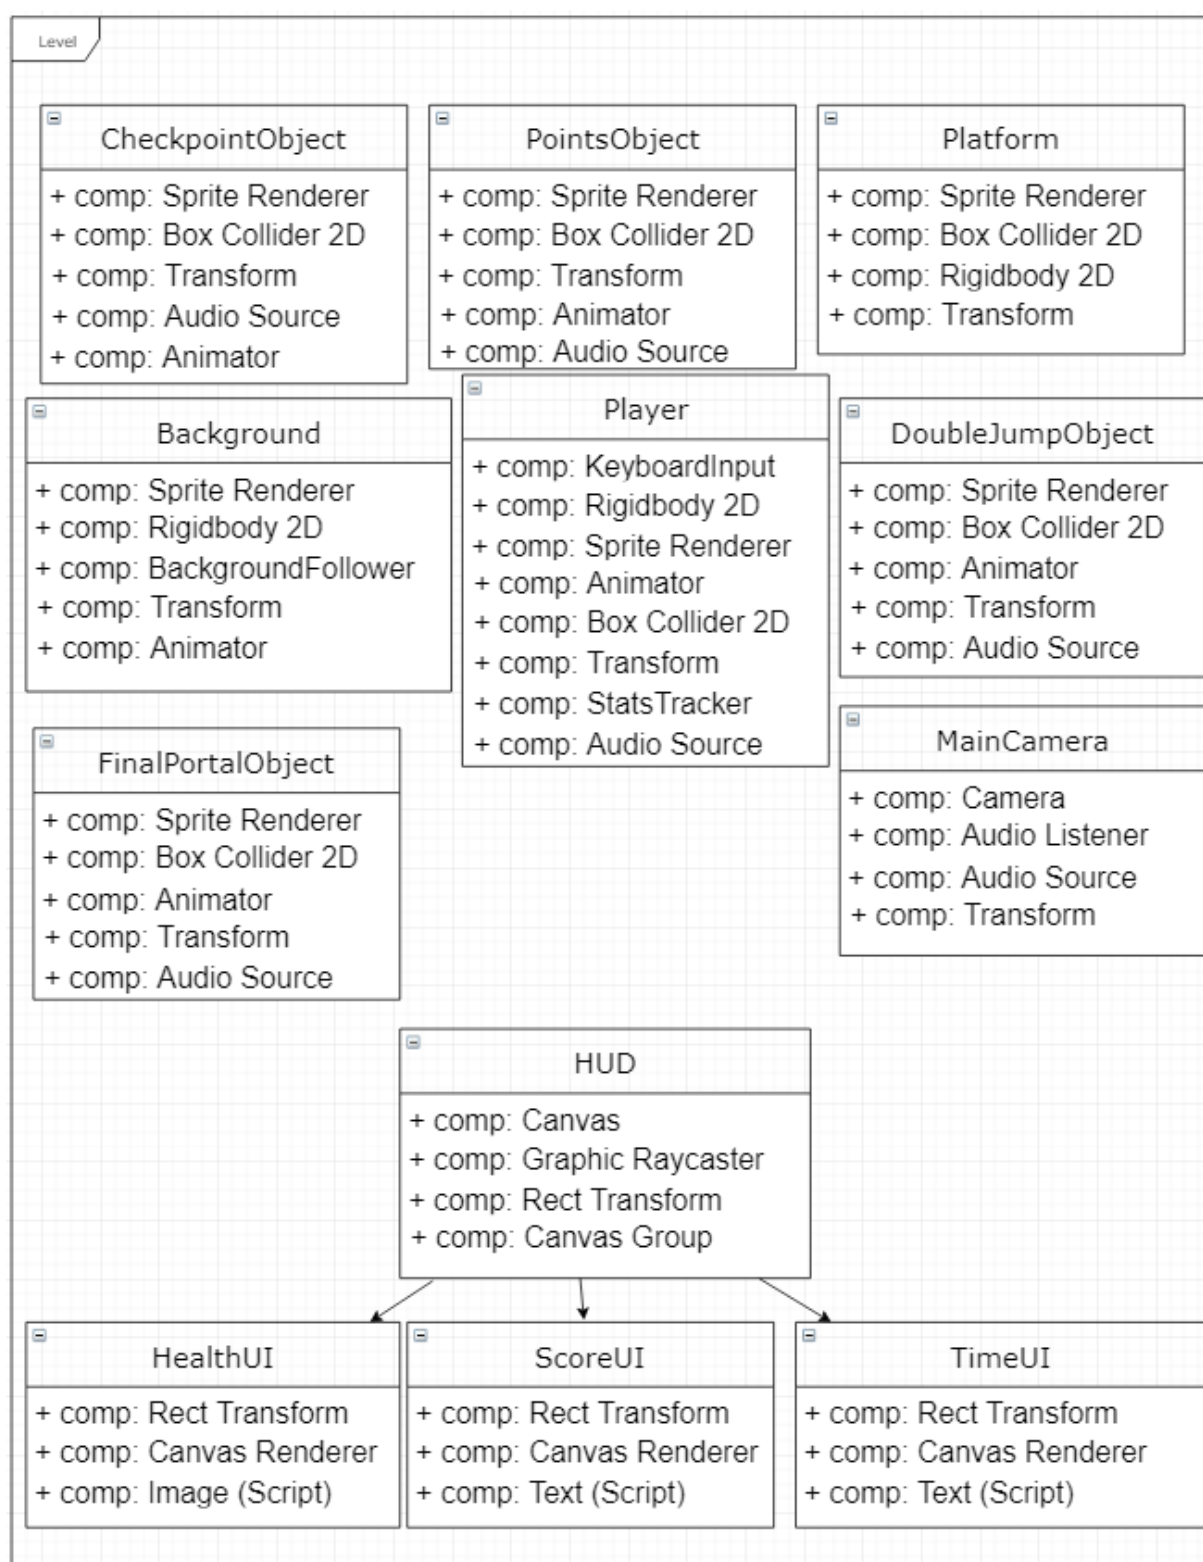 Level
CheckpointObject
+ comp: Sprite Renderer
+ comp: Box Collider 2D
+ comp: Transform
+ comp: Audio Source
+ comp: Animator
PointsObject
+ comp: Sprite Renderer
+ comp: Box Collider 2D
+ comp: Transform
+ comp: Animator
+ comp: Audio Source
Platform
+ comp: Sprite Renderer
+ comp: Box Collider 2D
+ comp: Rigidbody 2D
+ comp: Transform
Background
+ comp: Sprite Renderer
+ comp: Rigidbody 2D
+ comp: BackgroundFollower
+ comp: Transform
+ comp: Animator
Player
+ comp: KeyboardInput
+ comp: Rigidbody 2D
+ comp: Sprite Renderer
+ comp: Animator
+ comp: Box Collider 2D
+ comp: Transform
+ comp: StatsTracker
+ comp: Audio Source
DoubleJumpObject
+ comp: Sprite Renderer
+ comp: Box Collider 2D
+ comp: Animator
+ comp: Transform
+ comp: Audio Source
FinalPortalObject
+ comp: Sprite Renderer
+ comp: Box Collider 2D
+ comp: Animator
+ comp: Transform
+ comp: Audio Source
MainCamera
+ comp: Camera
+ comp: Audio Listener
+ comp: Audio Source
+ comp: Transform
HUD
+ comp: Canvas
+ comp: Graphic Raycaster
+ comp: Rect Transform
+ comp: Canvas Group
HealthUI
+ comp: Rect Transform
+ comp: Canvas Renderer
+ comp: Image (Script)
ScoreUI
+ comp: Rect Transform
+ comp: Canvas Renderer
+ comp: Text (Script)
TimeUI
+ comp: Rect Transform
+ comp: Canvas Renderer
+ comp: Text (Script)